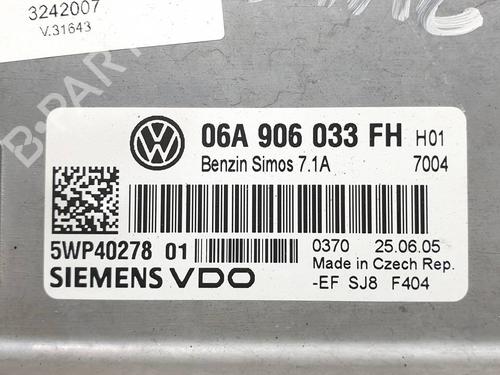 3242007
V.31643
B-PARTS
06A 906 033 FH H01
Benzin Simos 7.1A 7004
5WP40278 01
0370 25.06.05
Made in Czech Rep.
SIEMENS VDO
-EF SJ8 F404